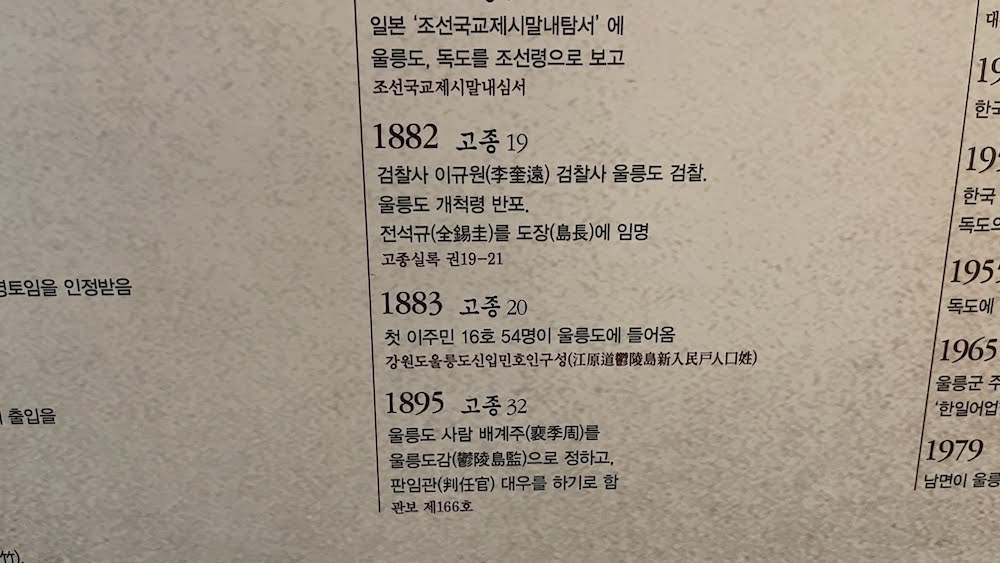 일본 '조선국교제시말내탐서' 에
울릉도, 독도를 조선령으로 보고
조선국교제시말내심서
1882 고종 19
검찰사 이규원(李奎遠) 검찰사 울릉도 검찰.
울릉도 개척령 반포.
전석규(全錫圭)를 도장(島長)에 임명
고종실록 권19-21
1883 고종 20
첫 이주민 16호 54명이 울릉도에 들어옴
강원도울릉도신입민호인구성(江原道鬱陵島新入民戶人口姓)
1895 고종 32
울릉도 사람 배계주(裵季周)를
울릉도감(鬱陵島監)으로 정하고,
판임관(判任官) 대우를 하기로 함
관보 제166호
영토임을 인정받음
출입을
竹).
대
19
한국
195
한국
독도의
1955
독도에
1965
울릉군 주
'한일어업
1979
남면이 울릉